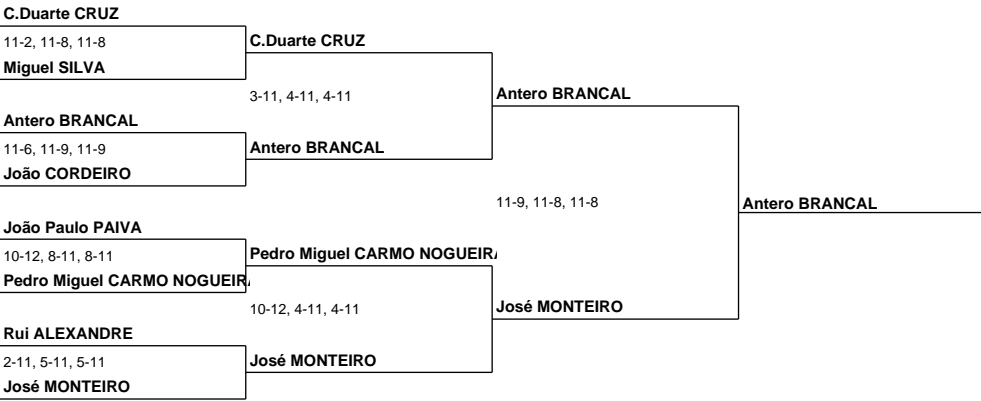 C.Duarte CRUZ
11-2, 11-8, 11-8
Miguel SILVA
Antero BRANCAL
11-6, 11-9, 11-9
João CORDEIRO
João Paulo PAIVA
10-12, 8-11, 8-11
Pedro Miguel CARMO NOGUEIRA
Rui ALEXANDRE
2-11, 5-11, 5-11
José MONTEIRO
C.Duarte CRUZ
3-11, 4-11, 4-11
Antero BRANCAL
Pedro Miguel CARMO NOGUEIRA
10-12, 4-11, 4-11
José MONTEIRO
Antero BRANCAL
11-9, 11-8, 11-8
José MONTEIRO
Antero BRANCAL